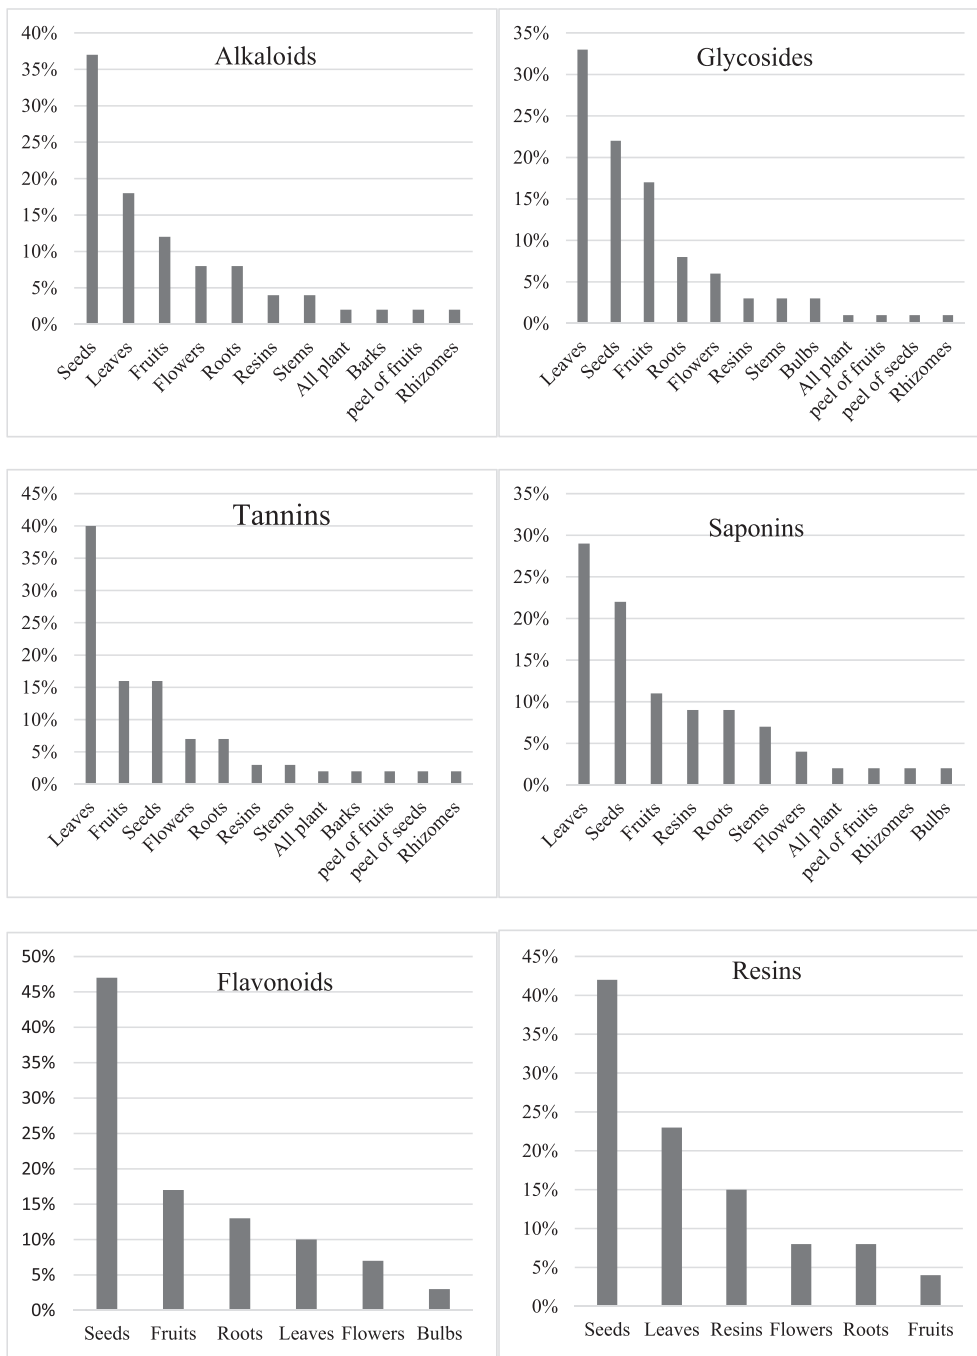 Alkaloids
40%
35%
30%
25%
20%
15%
10%
5%
0%
Seeds
Leaves
Fruits
Flowers
Roots
Resins
Stems
All plant
Barks
peel of fruits
Rhizomes
Glycosides
35%
30%
25%
20%
15%
10%
5%
0%
Leaves
Seeds
Fruits
Roots
Flowers
Resins
Stems
Bulbs
All plant
peel of fruits
peel of seeds
Rhizomes
Tannins
45%
40%
35%
30%
25%
20%
15%
10%
5%
0%
Leaves
Fruits
Seeds
Flowers
Roots
Resins
Stems
All plant
Barks
peel of fruits
peel of seeds
Rhizomes
Saponins
35%
30%
25%
20%
15%
10%
5%
0%
Leaves
Seeds
Fruits
Resins
Roots
Stems
Flowers
All plant
peel of fruits
Rhizomes
Bulbs
Flavonoids
50%
45%
40%
35%
30%
25%
20%
15%
10%
5%
0%
Seeds Fruits Roots Leaves Flowers Bulbs
Resins
45%
40%
35%
30%
25%
20%
15%
10%
5%
0%
Seeds Leaves Resins Flowers Roots Fruits